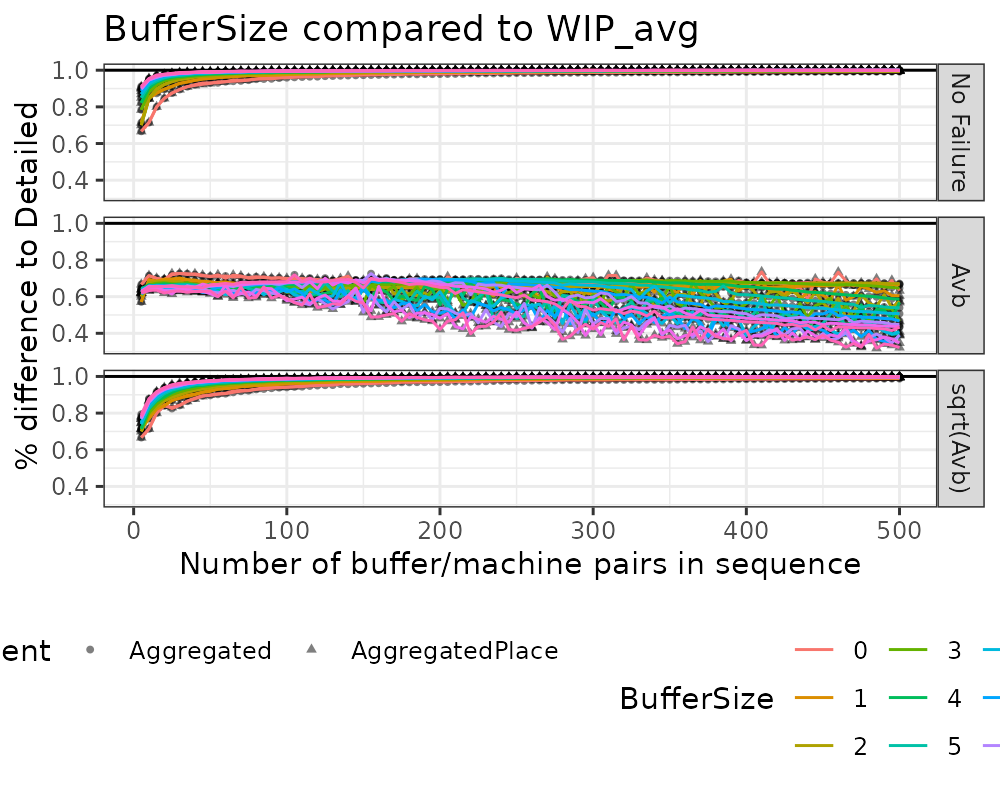 BufferSize compared to WIP_avg
% difference to Detailed
1.0
0.8
0.6
0.4
No Failure
1.0
0.8
0.6
0.4
Avb
1.0
0.8
0.6
0.4
sqrt(Avb)
0 100 200 300 400 500
Number of buffer/machine pairs in sequence
ent Aggregated AggregatedPlace
BufferSize
0 3
1 4
2 5